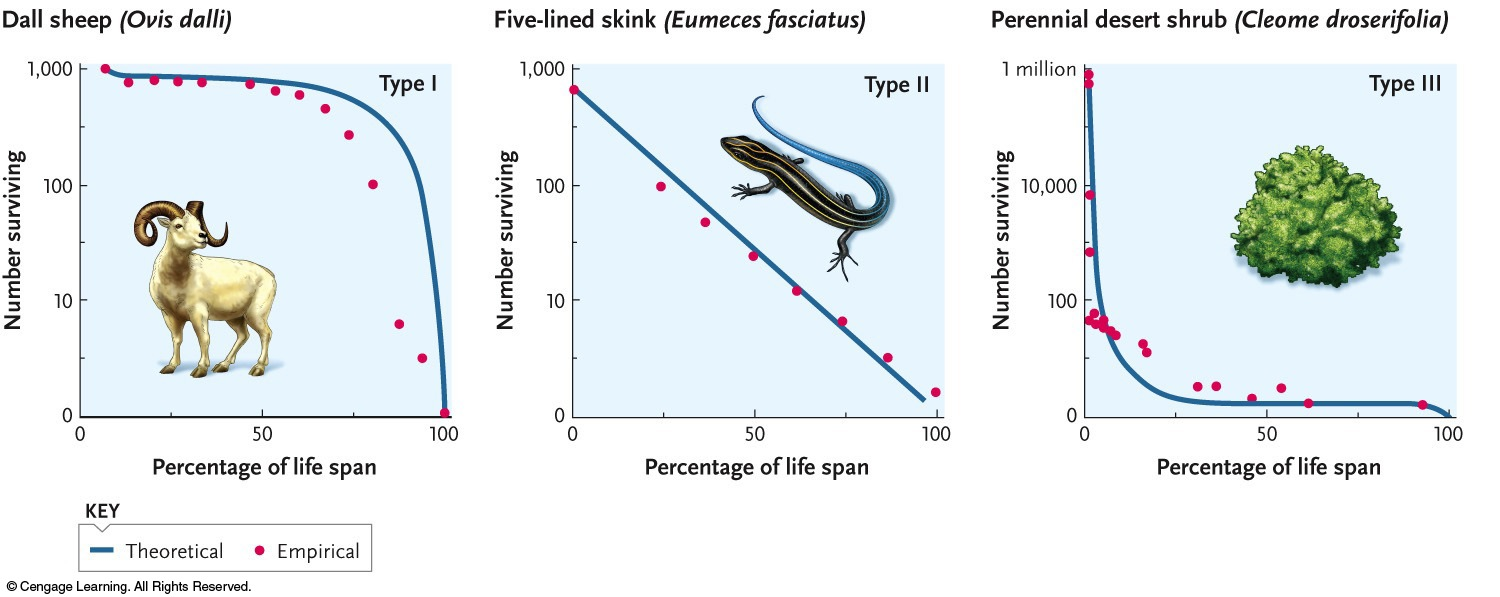 Dall sheep (Ovis dalli)
Type I
Number surviving
1,000
100
10
0
0 50 100
Percentage of life span
Five-lined skink (Eumeces fasciatus)
Type II
Number surviving
1,000
100
10
0
0 50 100
Percentage of life span
Perennial desert shrub (Cleome droserifolia)
Type III
Number surviving
1 million
10,000
100
0
0 50 100
Percentage of life span
KEY
Theoretical Empirical
© Cengage Learning. All Rights Reserved.